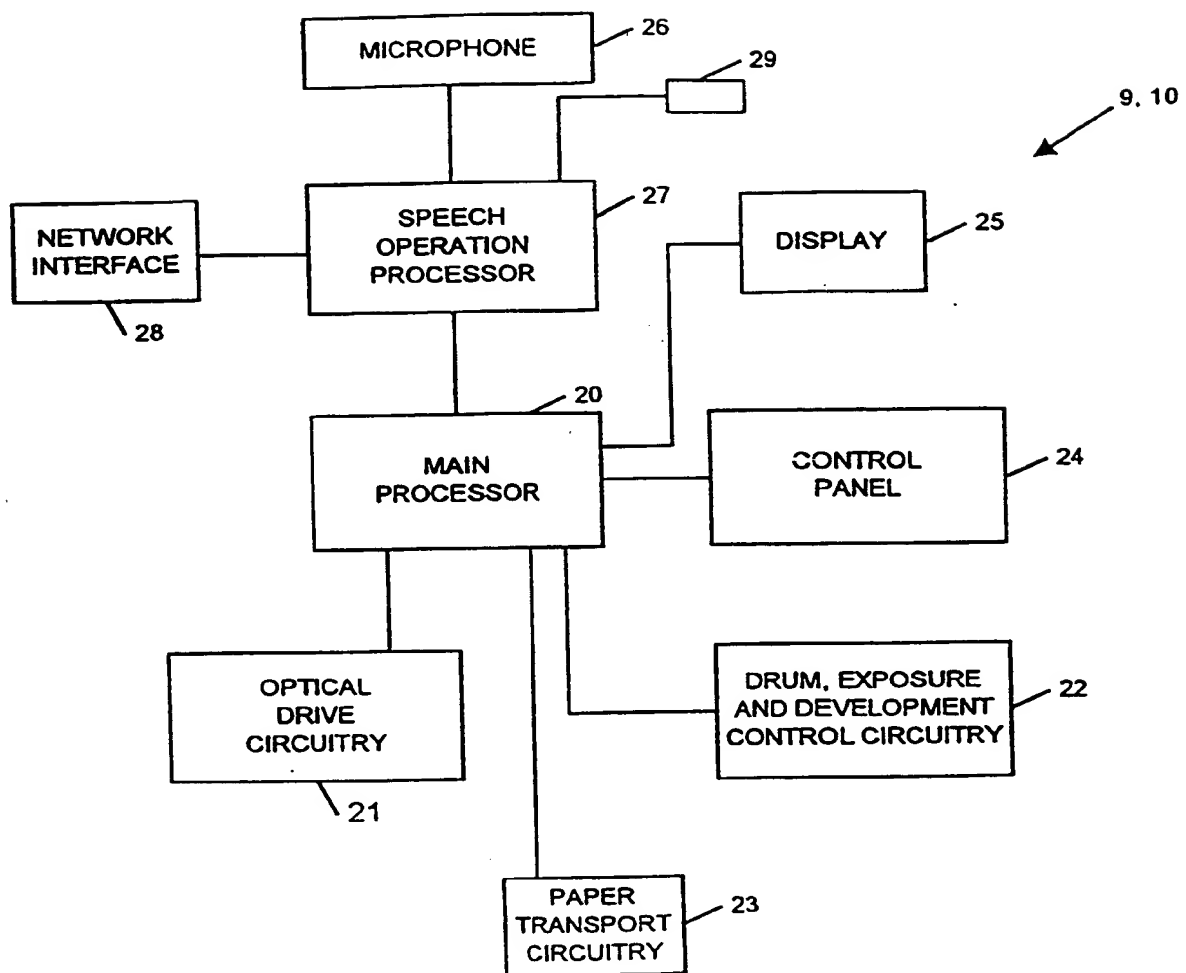 MICROPHONE
26
29
9, 10
SPEECH
OPERATION
PROCESSOR
27
NETWORK
INTERFACE
28
DISPLAY
25
20
MAIN
PROCESSOR
CONTROL
PANEL
24
OPTICAL
DRIVE
CIRCUITRY
21
DRUM, EXPOSURE
AND DEVELOPMENT
CONTROL CIRCUITRY
22
PAPER
TRANSPORT
CIRCUITRY
23